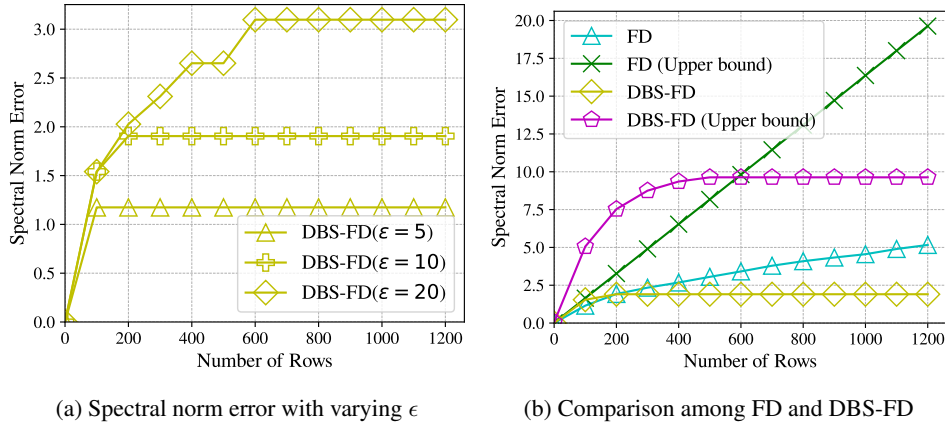 3.0
2.5
2.0
1.5
1.0
0.5
0.0
Spectral Norm Error
0 200 400 600 800 1000 1200
Number of Rows
DBS-FD(ε = 5)
DBS-FD(ε = 10)
DBS-FD(ε = 20)
(a) Spectral norm error with varying ϵ
20.0
17.5
15.0
12.5
10.0
7.5
5.0
2.5
0.0
Spectral Norm Error
0 200 400 600 800 1000 1200
Number of Rows
FD
FD (Upper bound)
DBS-FD
DBS-FD (Upper bound)
(b) Comparison among FD and DBS-FD